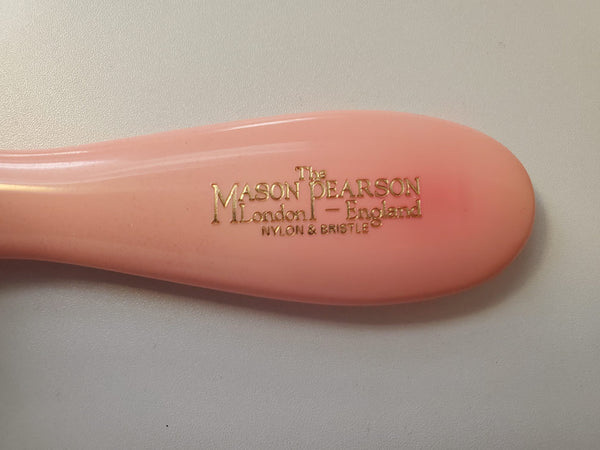 The
MASON PEARSON
London - England
NYLON & BRISTLE